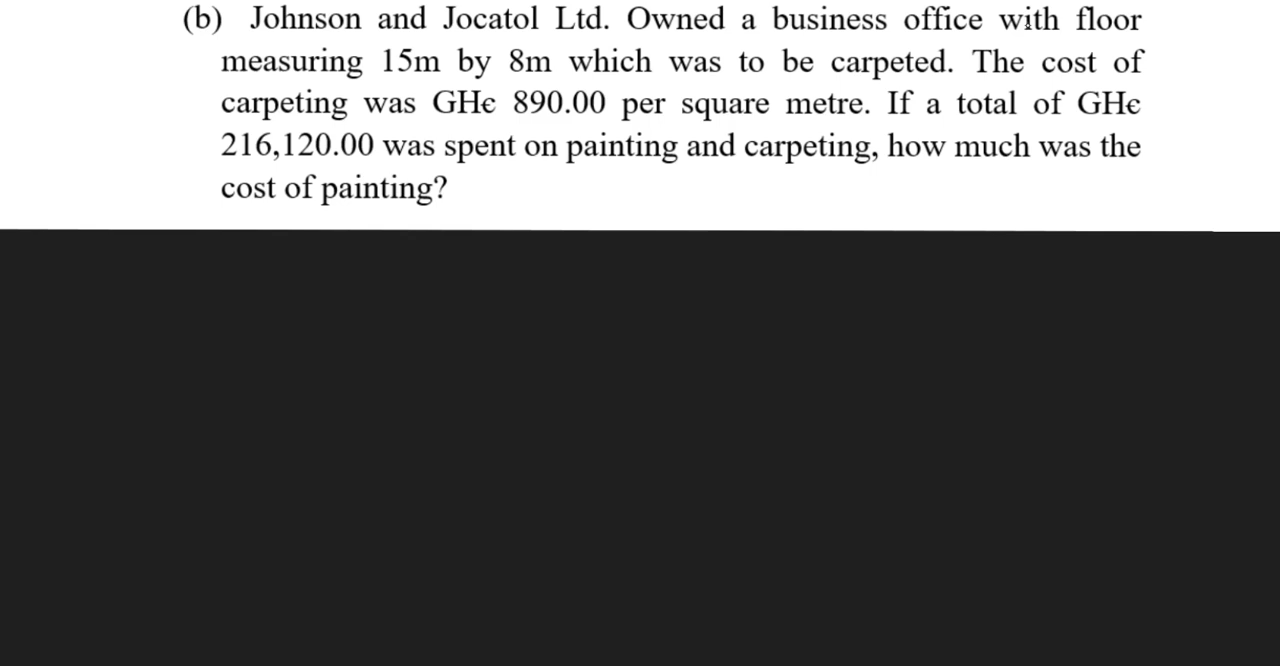 (b) Johnson and Jocatol Ltd. Owned a business office with floor
measuring 15m by 8m which was to be carpeted. The cost of
carpeting was GHє 890.00 per square metre. If a total of GHє
216,120.00 was spent on painting and carpeting, how much was the
cost of painting?